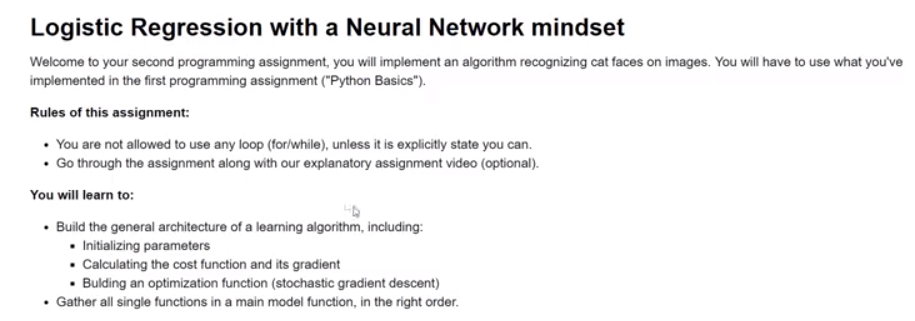 Logistic Regression with a Neural Network mindset
Welcome to your second programming assignment, you will implement an algorithm recognizing cat faces on images. You will have to use what you've
implemented in the first programming assignment ("Python Basics").
Rules of this assignment:
• You are not allowed to use any loop (for/while), unless it is explicitly state you can.
• Go through the assignment along with our explanatory assignment video (optional).
You will learn to:
• Build the general architecture of a learning algorithm, including:
▪ Initializing parameters
▪ Calculating the cost function and its gradient
▪ Bulding an optimization function (stochastic gradient descent)
• Gather all single functions in a main model function, in the right order.